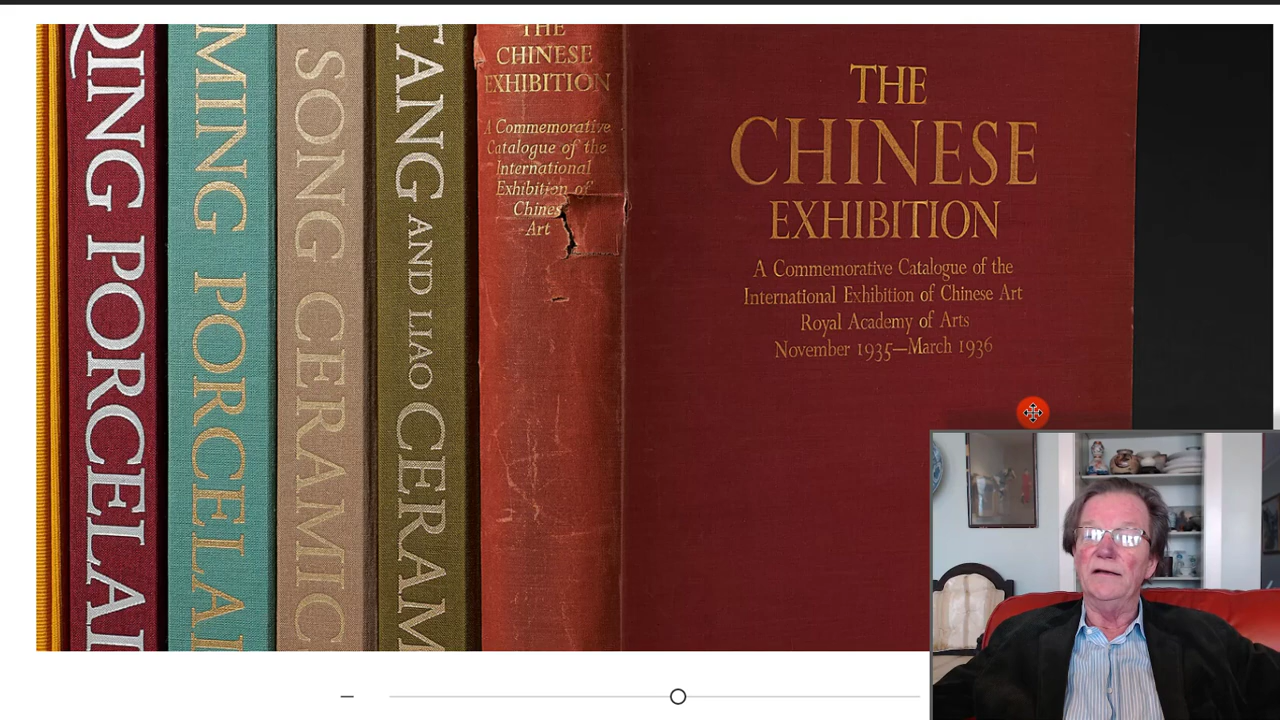 QING PORCELAI
MING PORCELAI
SONG CERAMIC
TANG AND LIAO CERAM
THE
CHINESE
EXHIBITION
A Commemorative
Catalogue of the
International
Exhibition of
Chines
Art
THE
CHINESE
EXHIBITION
A Commemorative Catalogue of the
International Exhibition of Chinese Art
Royal Academy of Arts
November 1935—March 1936